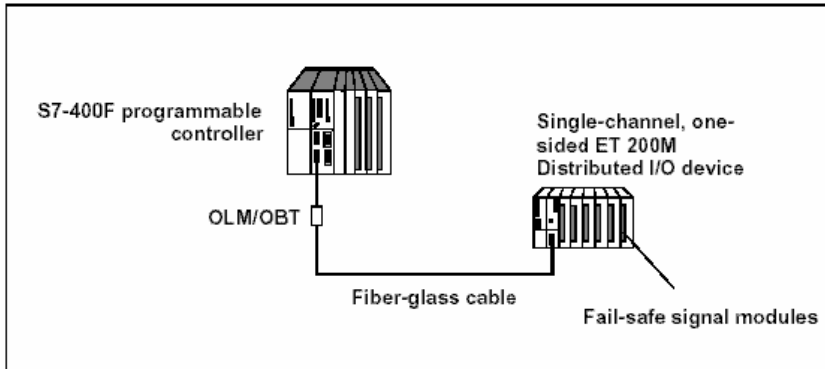 S7-400F programmable
controller
Single-channel, one-
sided ET 200M
Distributed I/O device
OLM/OBT
Fiber-glass cable
Fail-safe signal modules